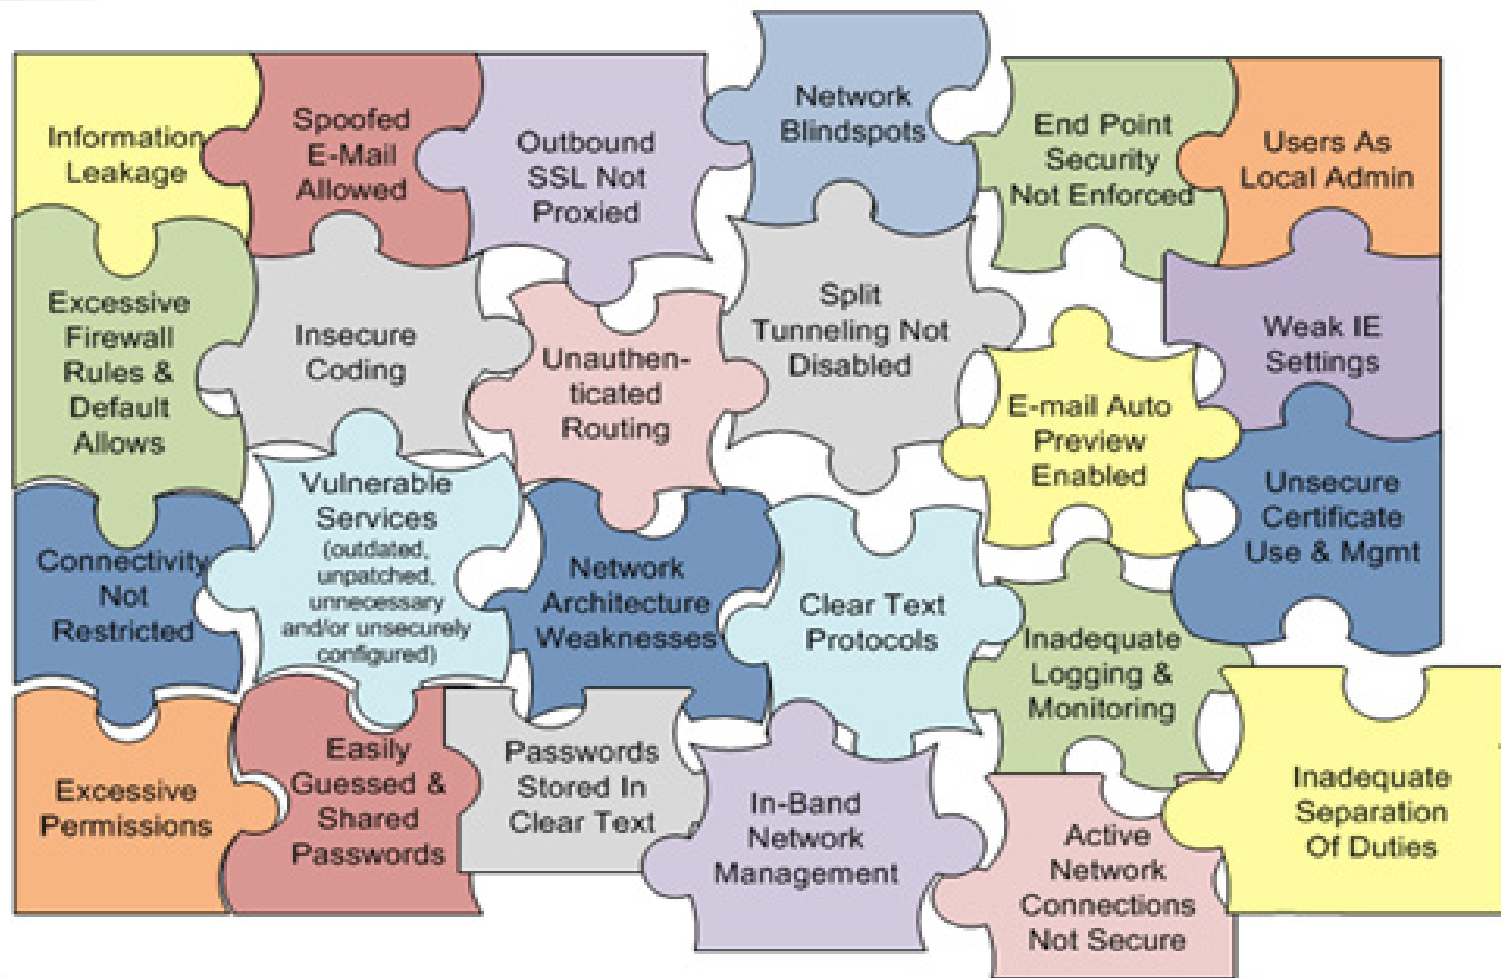 Information
Leakage
Spoofed
E-Mail
Allowed
Outbound
SSL Not
Proxied
Network
Blindspots
End Point
Security
Not Enforced
Users As
Local Admin
Excessive
Firewall
Rules &
Default
Allows
Insecure
Coding
Unauthen-
ticated
Routing
Split
Tunneling Not
Disabled
E-mail Auto
Preview
Enabled
Weak IE
Settings
Connectivity
Not
Restricted
Vulnerable
Services
(outdated,
unpatched,
unnecessary
and/or unsecurely
configured)
Network
Architecture
Weaknesses
Clear Text
Protocols
Inadequate
Logging &
Monitoring
Unsecure
Certificate
Use & Mgmt
Excessive
Permissions
Easily
Guessed &
Shared
Passwords
Passwords
Stored In
Clear Text
In-Band
Network
Management
Active
Network
Connections
Not Secure
Inadequate
Separation
Of Duties